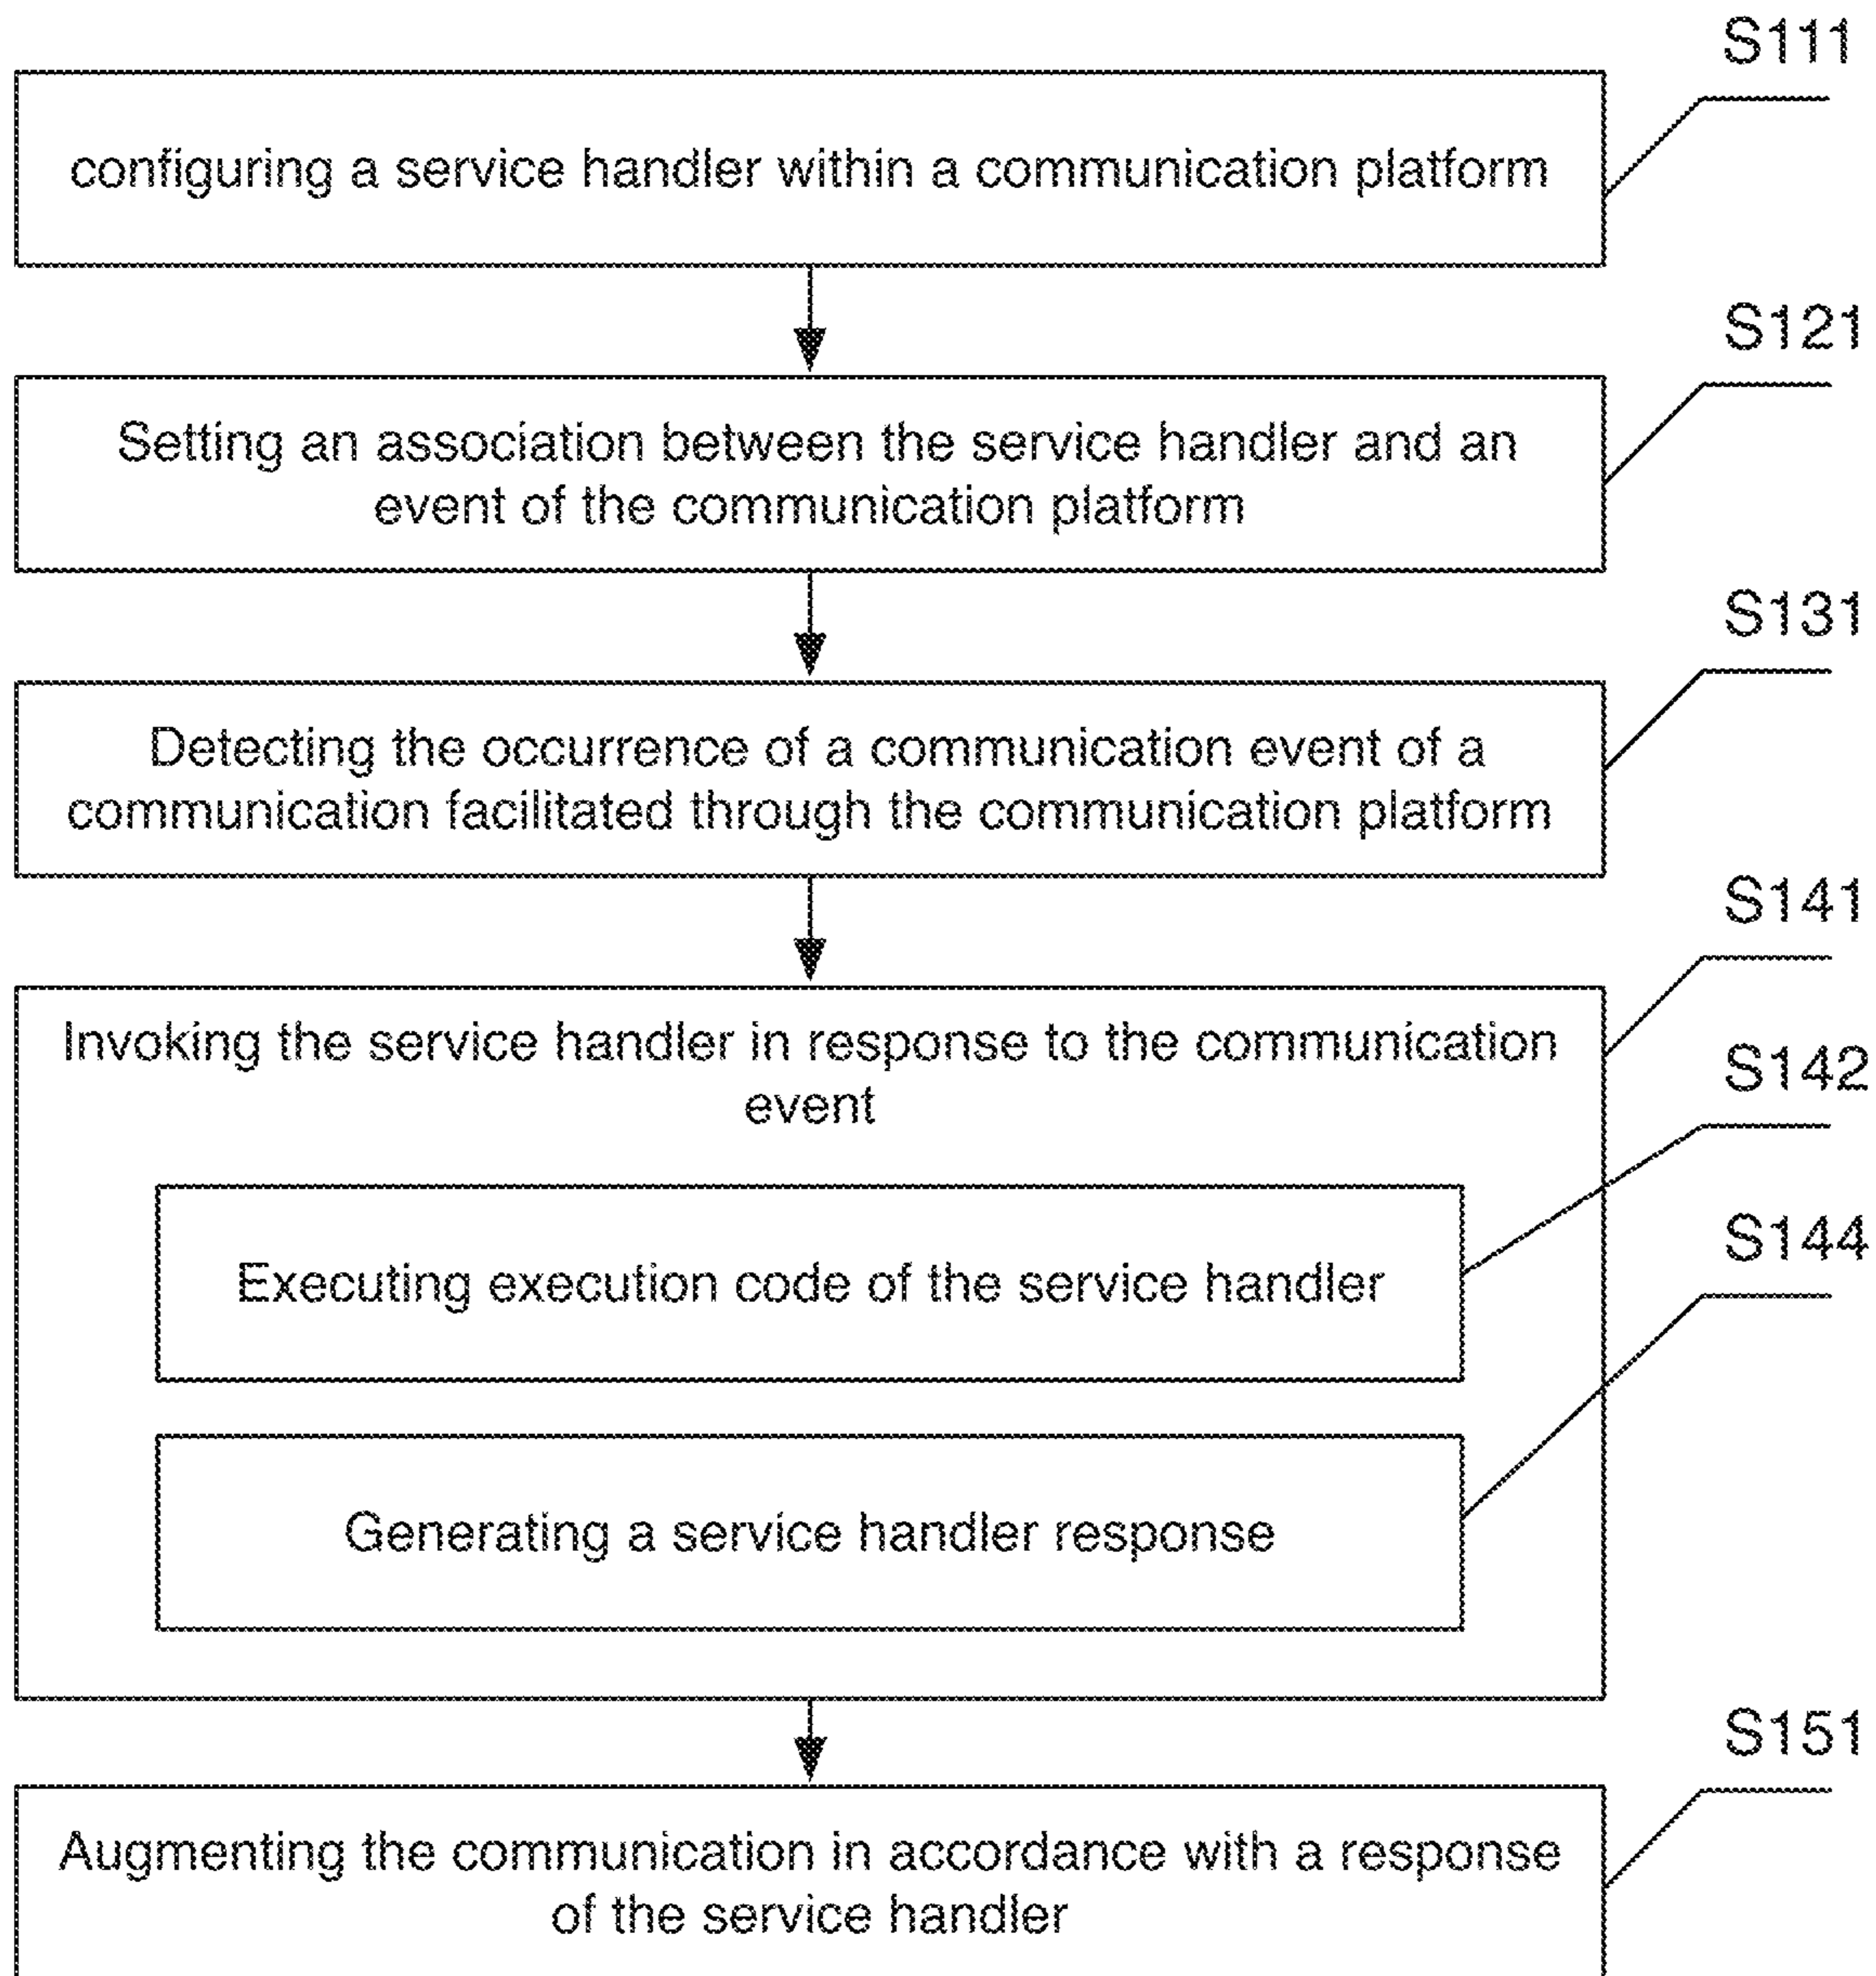 S111
configuring a service handler within a communication platform
S121
Setting an association between the service handler and an
event of the communication platform
S131
Detecting the occurrence of a communication event of a
communication facilitated through the communication platform
S141
Invoking the service handler in response to the communication
event
S142
Executing execution code of the service handler
S144
Generating a service handler response
S151
Augmenting the communication in accordance with a response
of the service handler